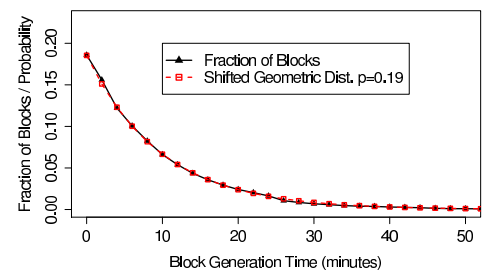 Fraction of Blocks / Probability
0.20
0.15
0.10
0.05
0.00
Fraction of Blocks
Shifted Geometric Dist. p=0.19
0 10 20 30 40 50
Block Generation Time (minutes)